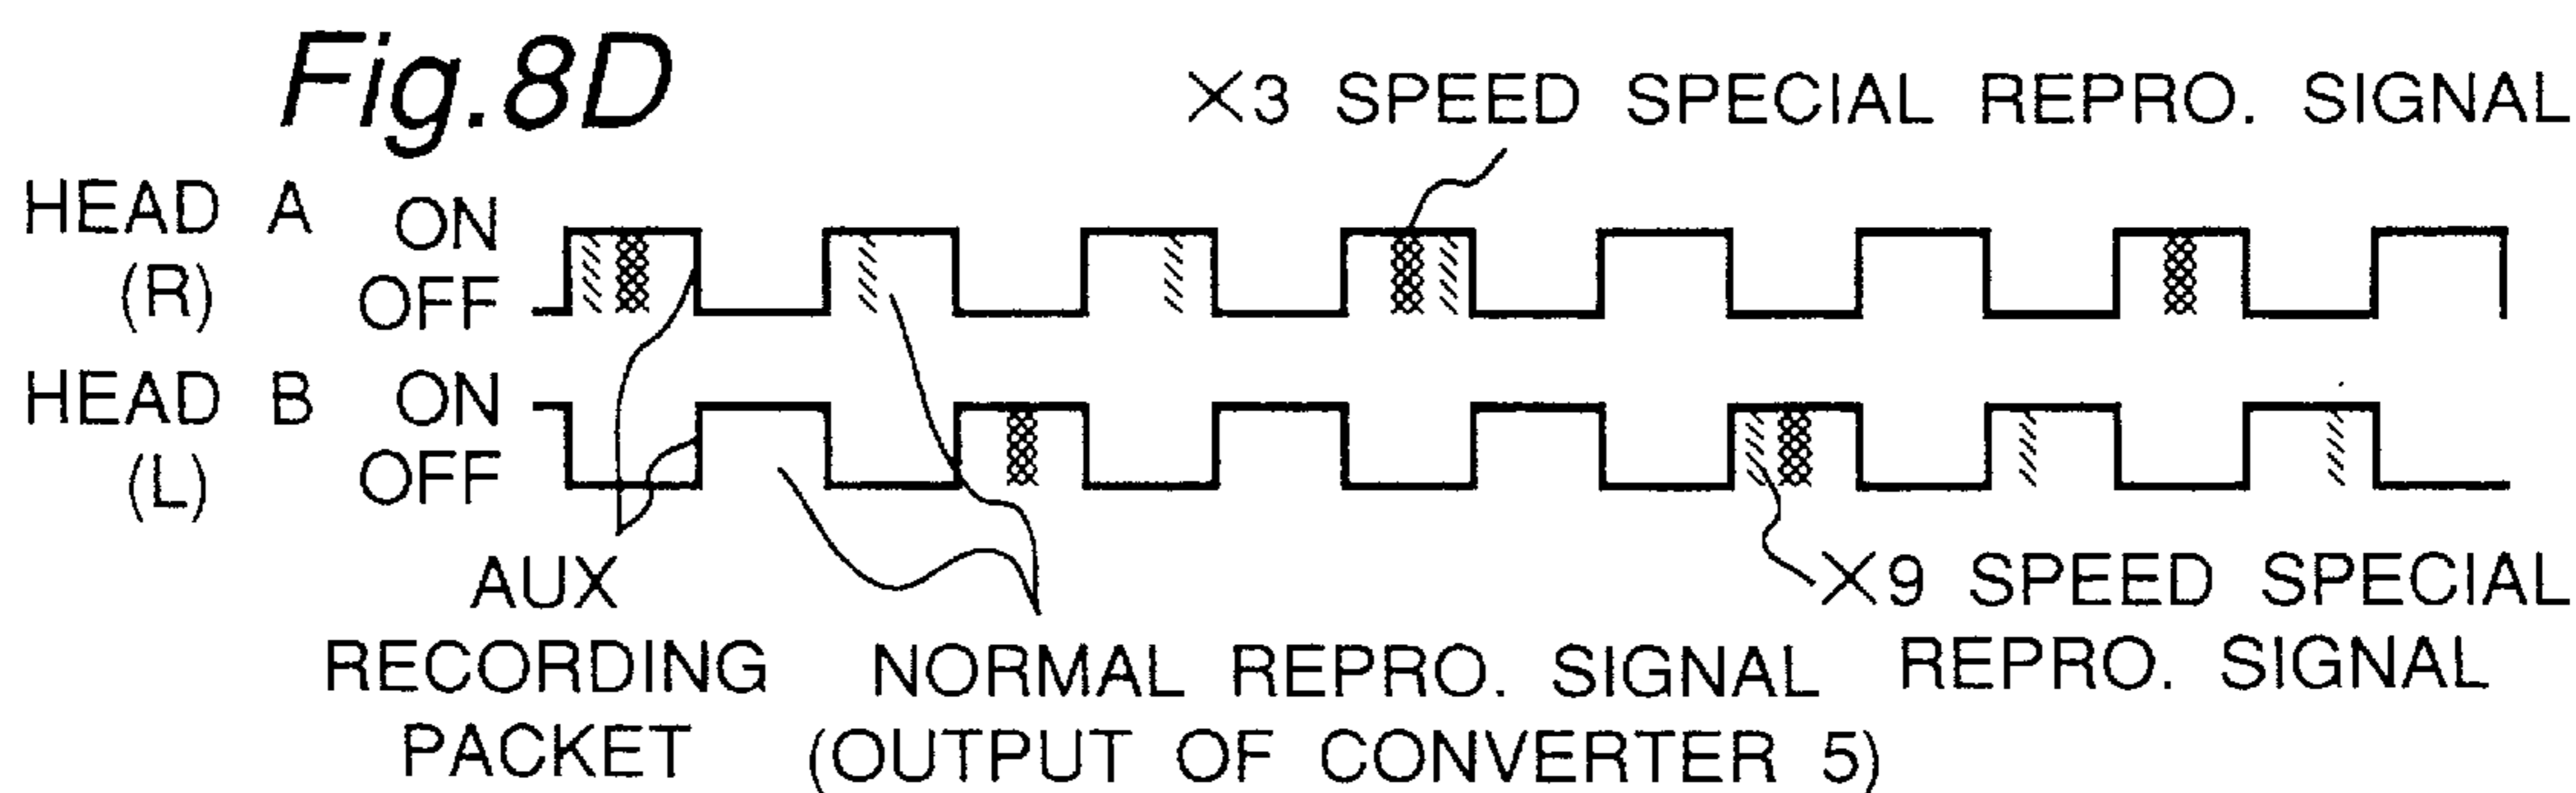 Fig.8D
×3 SPEED SPECIAL REPRO. SIGNAL
HEAD A ON
(R) OFF
HEAD B ON
(L) OFF
AUX
RECORDING
PACKET
NORMAL REPRO. SIGNAL
(OUTPUT OF CONVERTER 5)
×9 SPEED SPECIAL
REPRO. SIGNAL